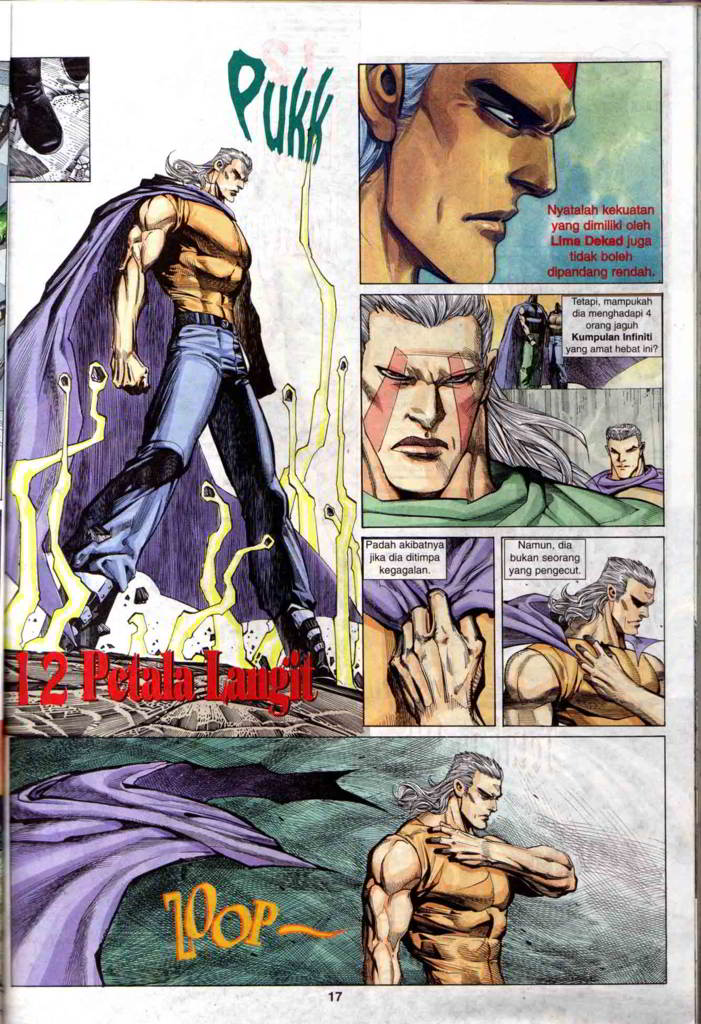 PUKK
Nyatalah kekuatan
yang dimiliki oleh
Lima Dekad juga
tidak boleh
dipandang rendah.
Tetapi, mampukah
dia menghadapi 4
orang jaguh
Kumpulan Infiniti
yang amat hebat ini?
Padah akibatnya
jika dia ditimpa
kegagalan.
Namun, dia
bukan seorang
yang pengecut.
12 Petala Langit
ZOOP~
17